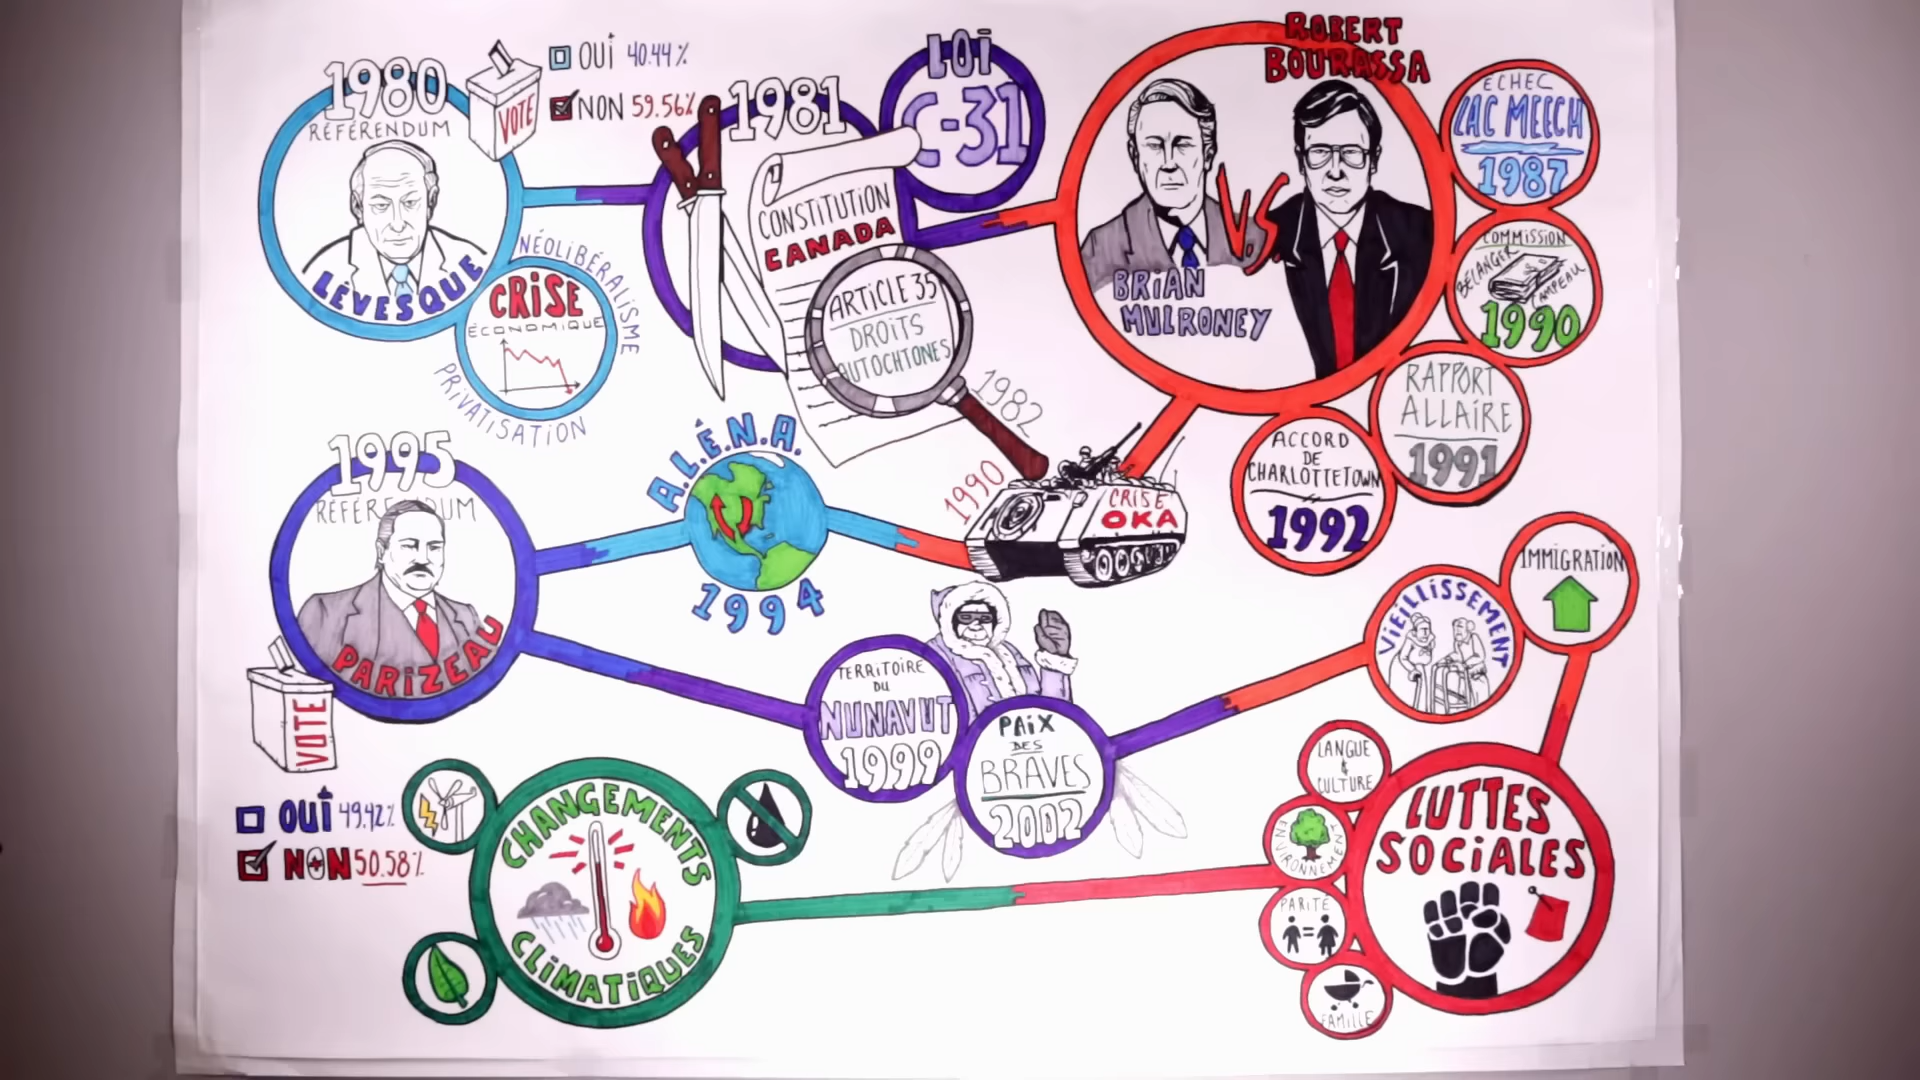 1980
RÉFÉRENDUM
LÉVESQUE
VOTE
OUI 40.44%
NON 59.56%
NÉOLIBÉRALISME
CRISE
ÉCONOMIQUE
PRIVATISATION
1981
CONSTITUTION
CANADA
ARTICLE 35
DROITS
AUTOCHTONES
1982
LOI
C-31
ROBERT
BOURASSA
V.S.
BRIAN
MULRONEY
ÉCHEC
LAC MEECH
1987
COMMISSION
BÉLANGER
CAMPEAU
1990
RAPPORT
ALLAIRE
1991
ACCORD
DE
CHARLOTTETOWN
1992
1990
CRISE
OKA
A.L.É.N.A.
1994
1995
RÉFÉRENDUM
PARIZEAU
VOTE
OUI 49.42%
NON 50.58%
TERRITOIRE
DU
NUNAVUT
1999
PAIX
DES
BRAVES
2002
VIEILLISSEMENT
IMMIGRATION
LUTTES
SOCIALES
LANGUE
&
CULTURE
ENVIRONNEMENT
PARITÉ
=
FAMILLE
CHANGEMENTS
CLIMATIQUES